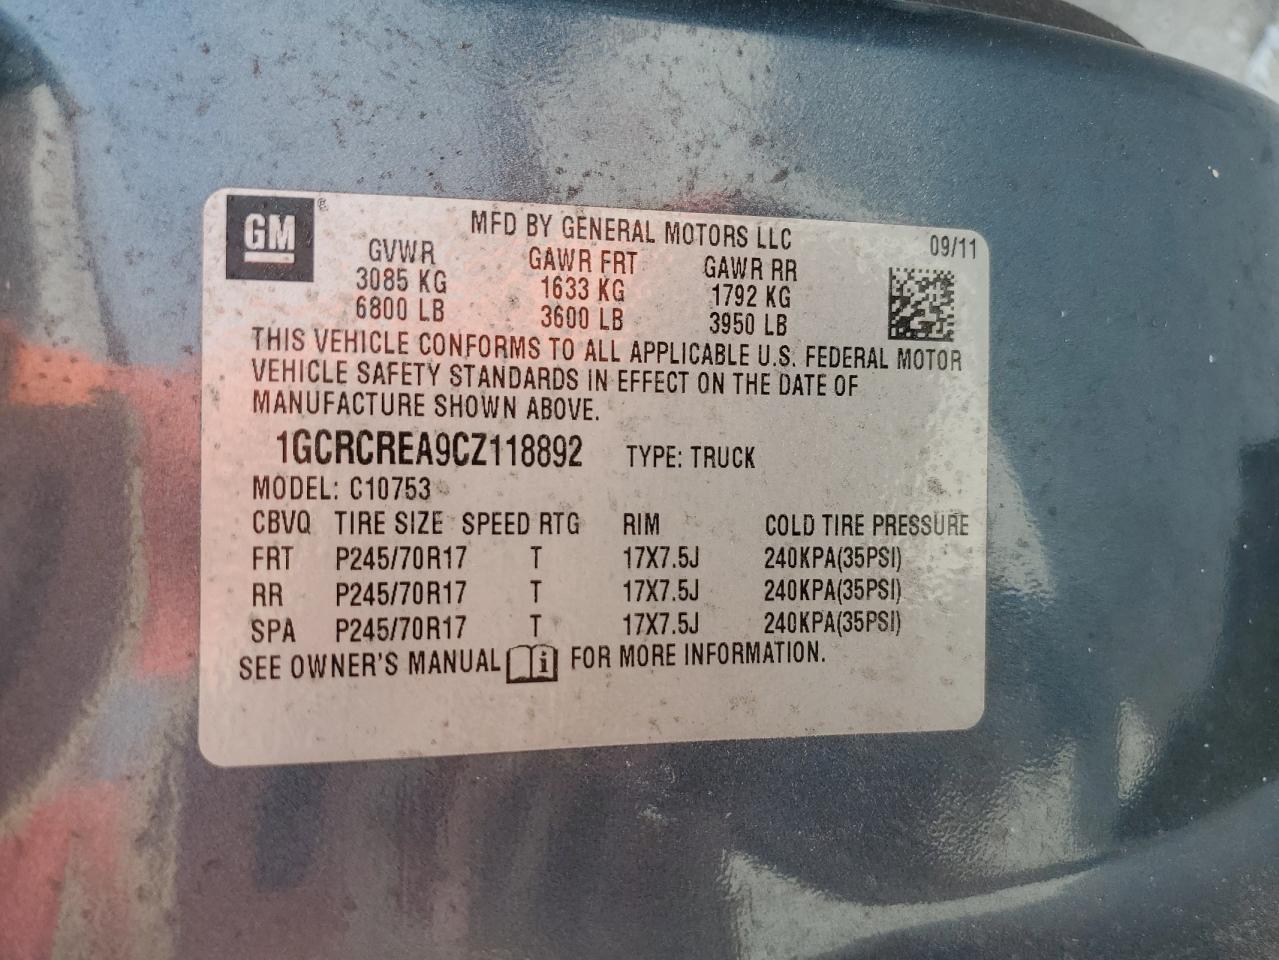 GM®
MFD BY GENERAL MOTORS LLC 09/11
GVWR GAWR FRT GAWR RR
3085 KG 1633 KG 1792 KG
6800 LB 3600 LB 3950 LB
THIS VEHICLE CONFORMS TO ALL APPLICABLE U.S. FEDERAL MOTOR
VEHICLE SAFETY STANDARDS IN EFFECT ON THE DATE OF
MANUFACTURE SHOWN ABOVE.
1GCRCREA9CZ118892 TYPE: TRUCK
MODEL: C10753
CBVQ TIRE SIZE SPEED RTG RIM COLD TIRE PRESSURE
FRT P245/70R17 T 17X7.5J 240KPA(35PSI)
RR P245/70R17 T 17X7.5J 240KPA(35PSI)
SPA P245/70R17 T 17X7.5J 240KPA(35PSI)
SEE OWNER'S MANUAL i FOR MORE INFORMATION.